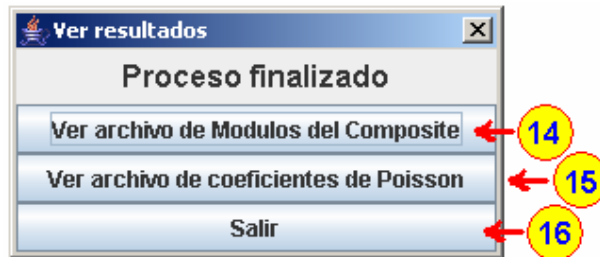 Ver resultados
Proceso finalizado
Ver archivo de Modulos del Composite 14
Ver archivo de coeficientes de Poisson 15
Salir 16